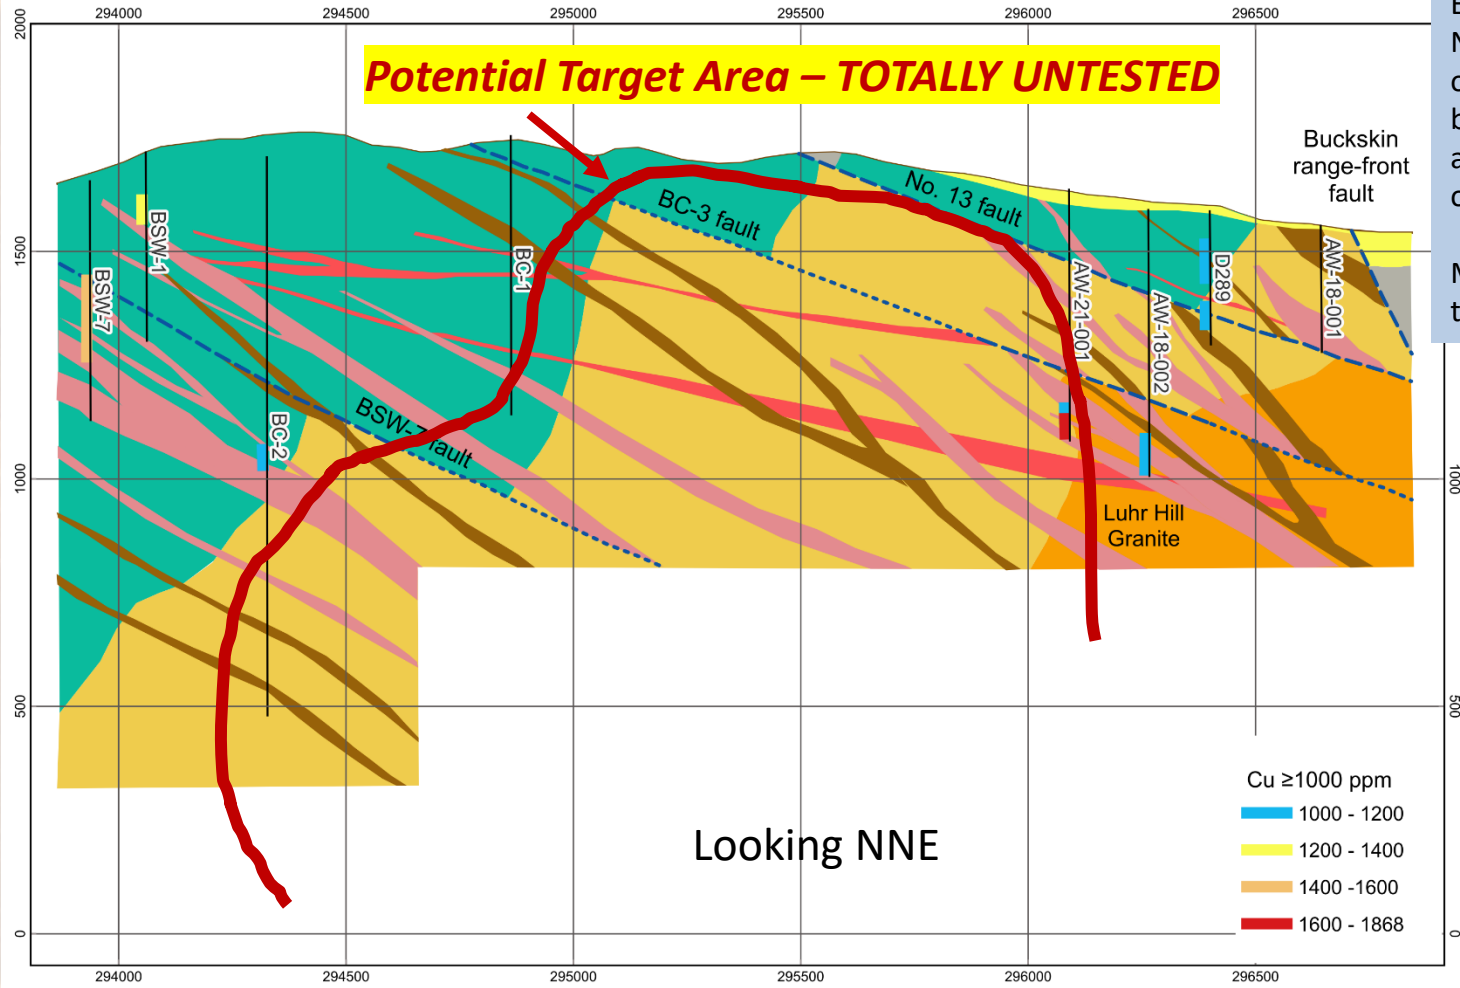 294000 294500 295000 295500 296000 296500
2000
Potential Target Area – TOTALLY UNTESTED
Buckskin
range-front
fault
No. 13 fault
BC-3 fault
BSW-7 fault
BSW-7
BSW-1
BC-2
BC-1
AW-21-001
AW-18-002
D289
AW-18-001
Luhr Hill
Granite
1500
1000
1000
500
500
0
0
Looking NNE
Cu ≥1000 ppm
1000 - 1200
1200 - 1400
1400 -1600
1600 - 1868
294000 294500 295000 295500 296000 296500